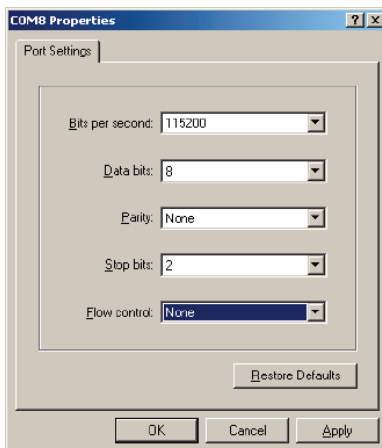 COM8 Properties
Port Settings
Bits per second: 115200
Data bits: 8
Parity: None
Stop bits: 2
Flow control: None
Restore Defaults
OK Cancel Apply